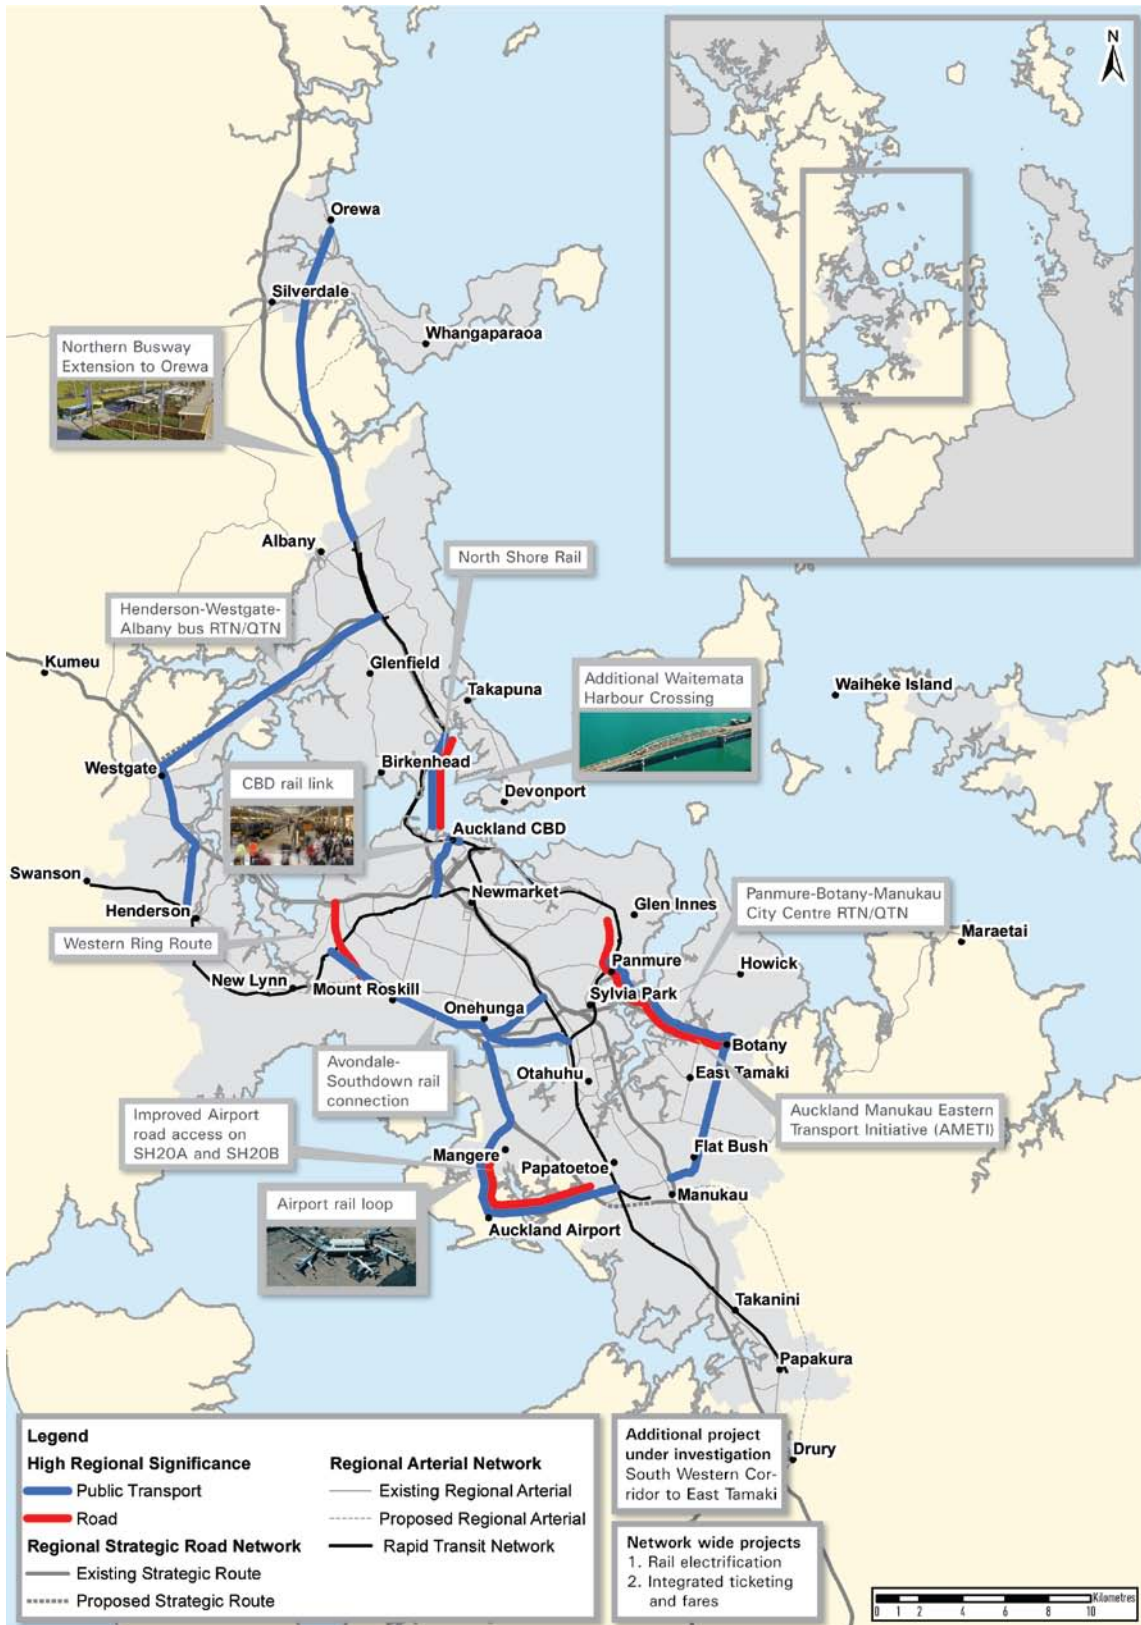 N
Orewa
Silverdale
Whangaparaoa
Northern Busway
Extension to Orewa
Albany
North Shore Rail
Henderson-Westgate-
Albany bus RTN/QTN
Kumeu
Glenfield
Takapuna
Additional Waitemata
Harbour Crossing
Waiheke Island
Westgate
Birkenhead
CBD rail link
Devonport
Auckland CBD
Swanson
Henderson
Newmarket
Glen Innes
Panmure-Botany-Manukau
City Centre RTN/QTN
Western Ring Route
Maraetai
New Lynn
Mount Roskill
Panmure
Howick
Sylvia Park
Onehunga
Botany
Avondale-
Southdown rail
connection
Otahuhu
East Tamaki
Improved Airport
road access on
SH20A and SH20B
Auckland Manukau Eastern
Transport Initiative (AMETI)
Mangere
Papatoetoe
Flat Bush
Manukau
Airport rail loop
Auckland Airport
Takanini
Papakura
Drury
Legend
High Regional Significance
Public Transport
Road
Regional Strategic Road Network
Existing Strategic Route
Proposed Strategic Route
Regional Arterial Network
Existing Regional Arterial
Proposed Regional Arterial
Rapid Transit Network
Additional project
under investigation
South Western Cor-
ridor to East Tamaki
Network wide projects
1. Rail electrification
2. Integrated ticketing
and fares
Kilometres
0 1 2 4 6 8 10